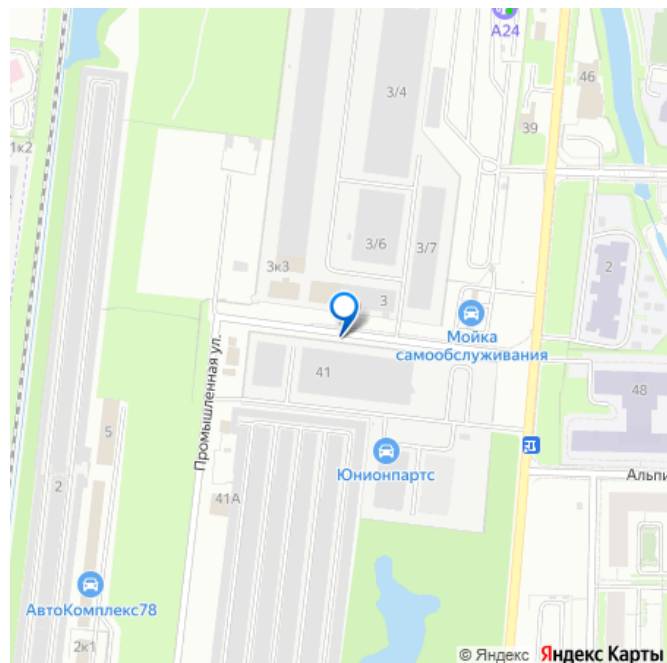 А24
46
3/4
39
1к2
3/6
3/7
2
3к3
3
Мойка
самообслуживания
Промышленная ул.
41
48
5
Юнионпартс
Альпи
2
41А
АвтоКомплекс78
2к1
© Яндекс Яндекс Карты